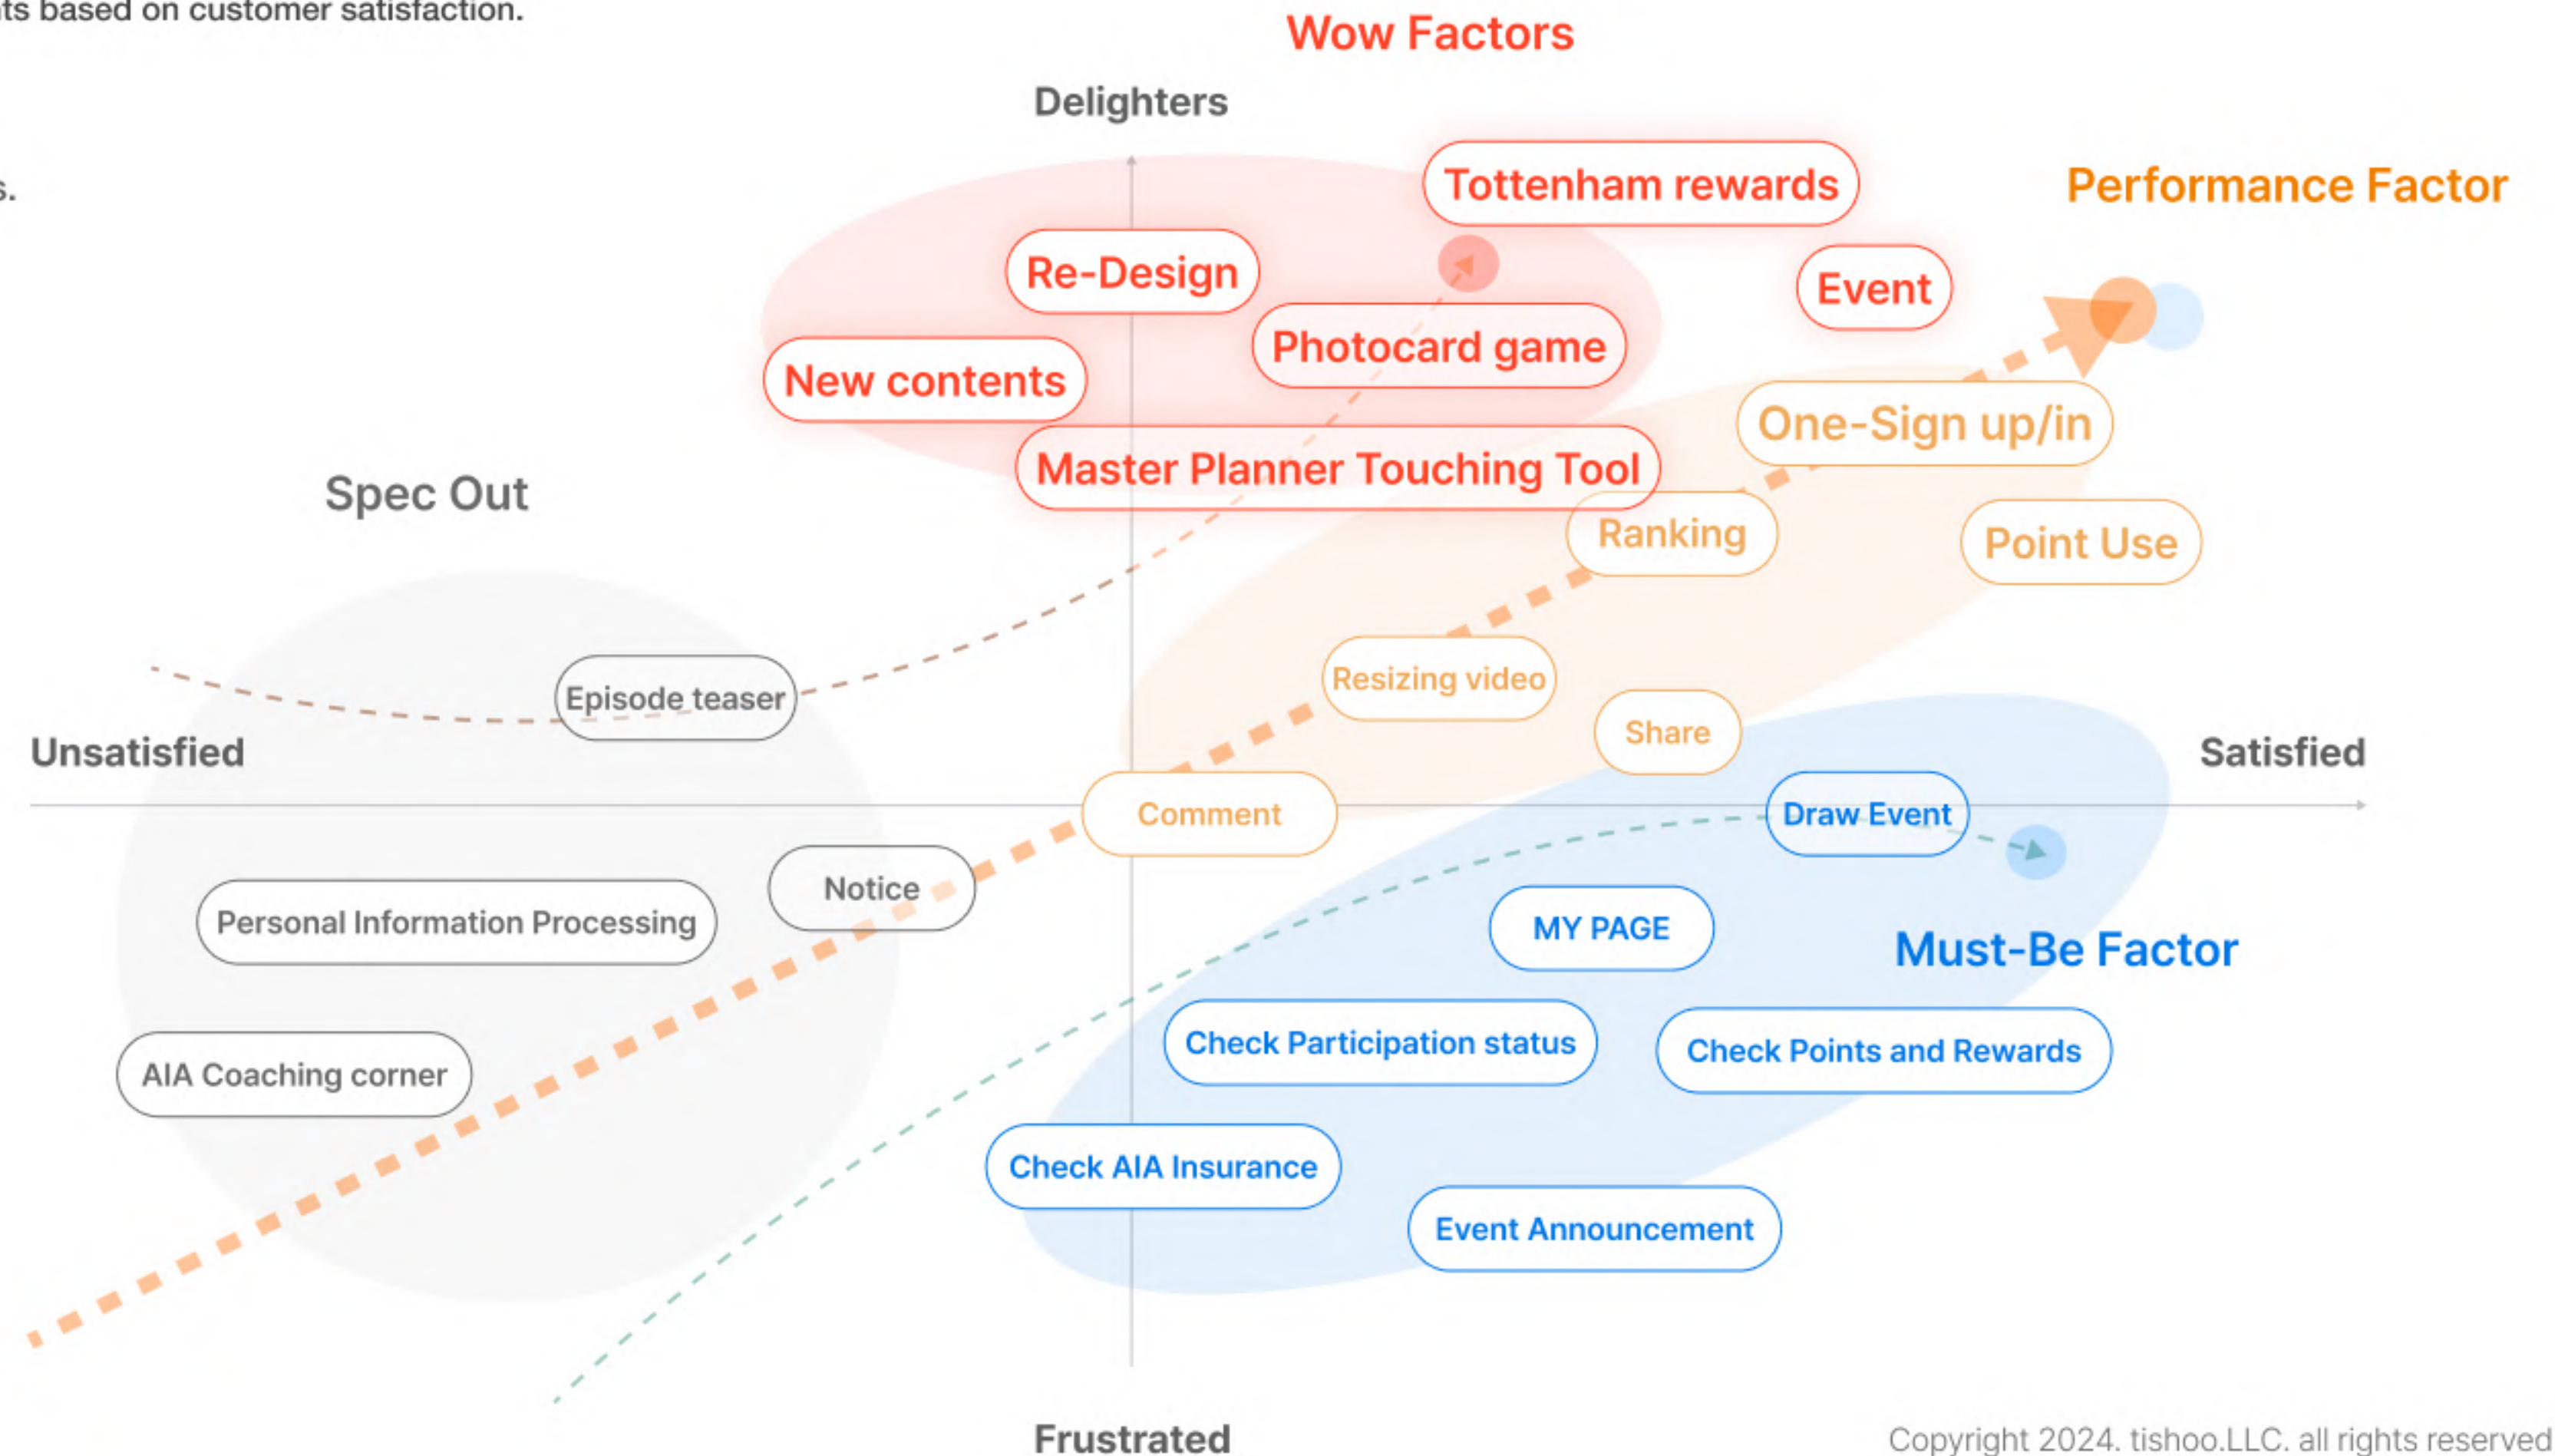 ts based on customer satisfaction.
Wow Factors
Delighters
s.
Tottenham rewards
Performance Factor
Re-Design
Event
Photocard game
New contents
One-Sign up/in
Master Planner Touching Tool
Spec Out
Ranking
Point Use
Resizing video
Episode teaser
Share
Unsatisfied
Satisfied
Comment
Draw Event
Notice
Personal Information Processing
MY PAGE
Must-Be Factor
Check Participation status
Check Points and Rewards
AIA Coaching corner
Check AIA Insurance
Event Announcement
Frustrated
Copyright 2024. tishoo.LLC. all rights reserved